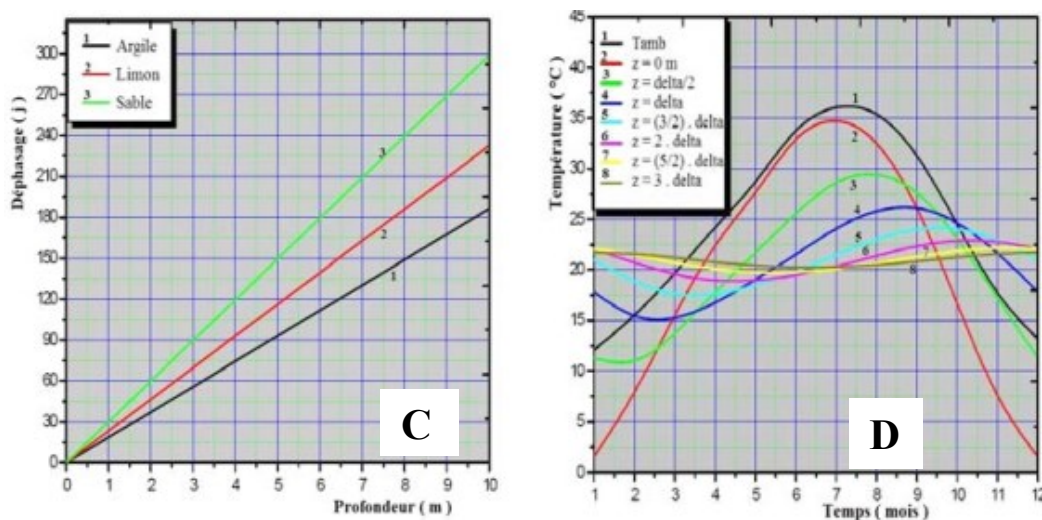 1 Argile
2 Limon
3 Sable
Déphasage ( j )
300
270
240
210
180
150
120
90
60
30
0
3
2
1
C
0 1 2 3 4 5 6 7 8 9 10
Profondeur ( m )
1 Tamb
2 z = 0 m
3 z = delta/2
4 z = delta
5 z = (3/2) . delta
6 z = 2 . delta
7 z = (5/2) . delta
8 z = 3 . delta
Température ( °C )
45
40
35
30
25
20
15
10
5
0
1
2
3
4
5
6
7
8
D
1 2 3 4 5 6 7 8 9 10 11 12
Temps ( mois )